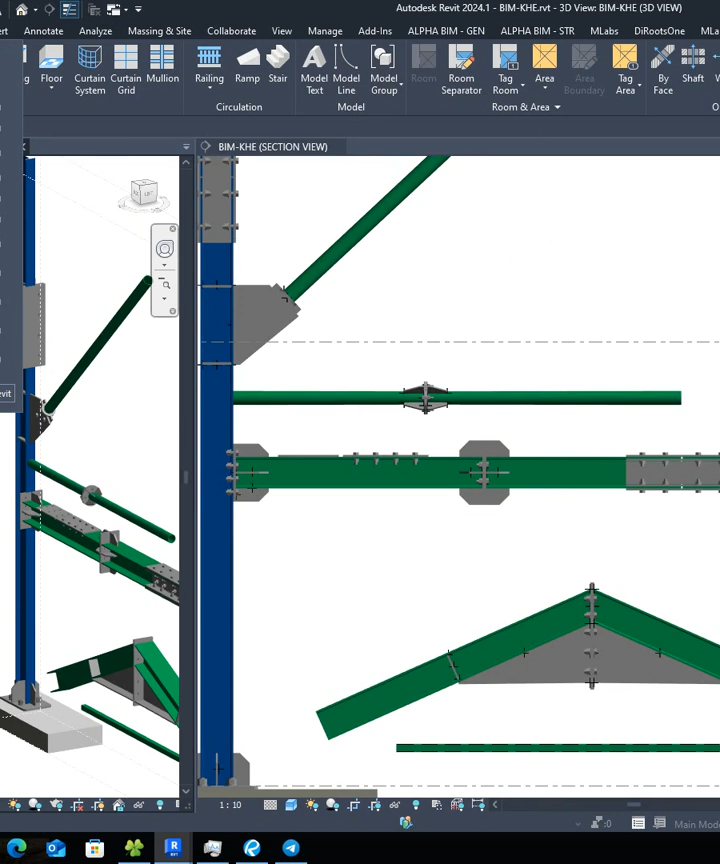 Autodesk Revit 2024.1 - BIM-KHE.rvt - 3D View: BIM-KHE (3D VIEW)
Annotate Analyze Massing & Site Collaborate View Manage Add-Ins ALPHA BIM - GEN ALPHA BIM - STR MLabs DiRootsOne
Floor Curtain System Curtain Grid Mullion Railing Ramp Stair Model Text Model Line Model Group Room Room Separator Tag Room Area Area Boundary Tag Area By Face Shaft
Circulation Model Room & Area
BIM-KHE (SECTION VIEW)
evit
1 : 10
:0 Main Mode